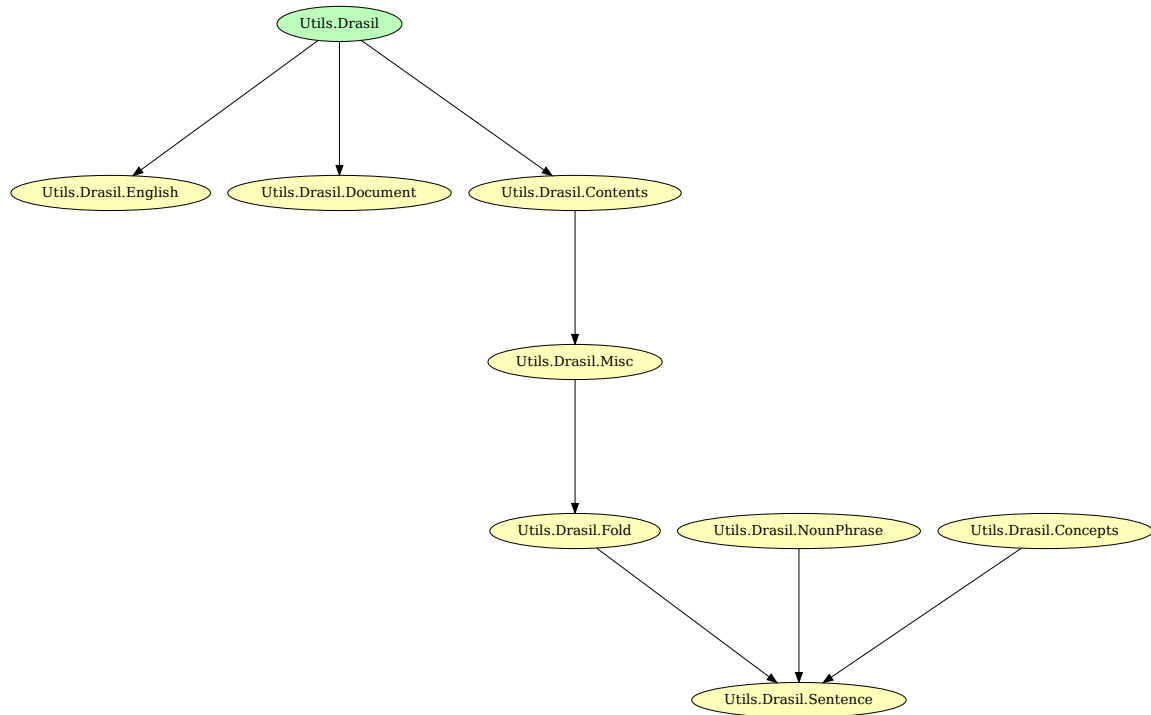 Utils.Drasil
Utils.Drasil.English
Utils.Drasil.Document
Utils.Drasil.Contents
Utils.Drasil.Misc
Utils.Drasil.Fold
Utils.Drasil.NounPhrase
Utils.Drasil.Concepts
Utils.Drasil.Sentence